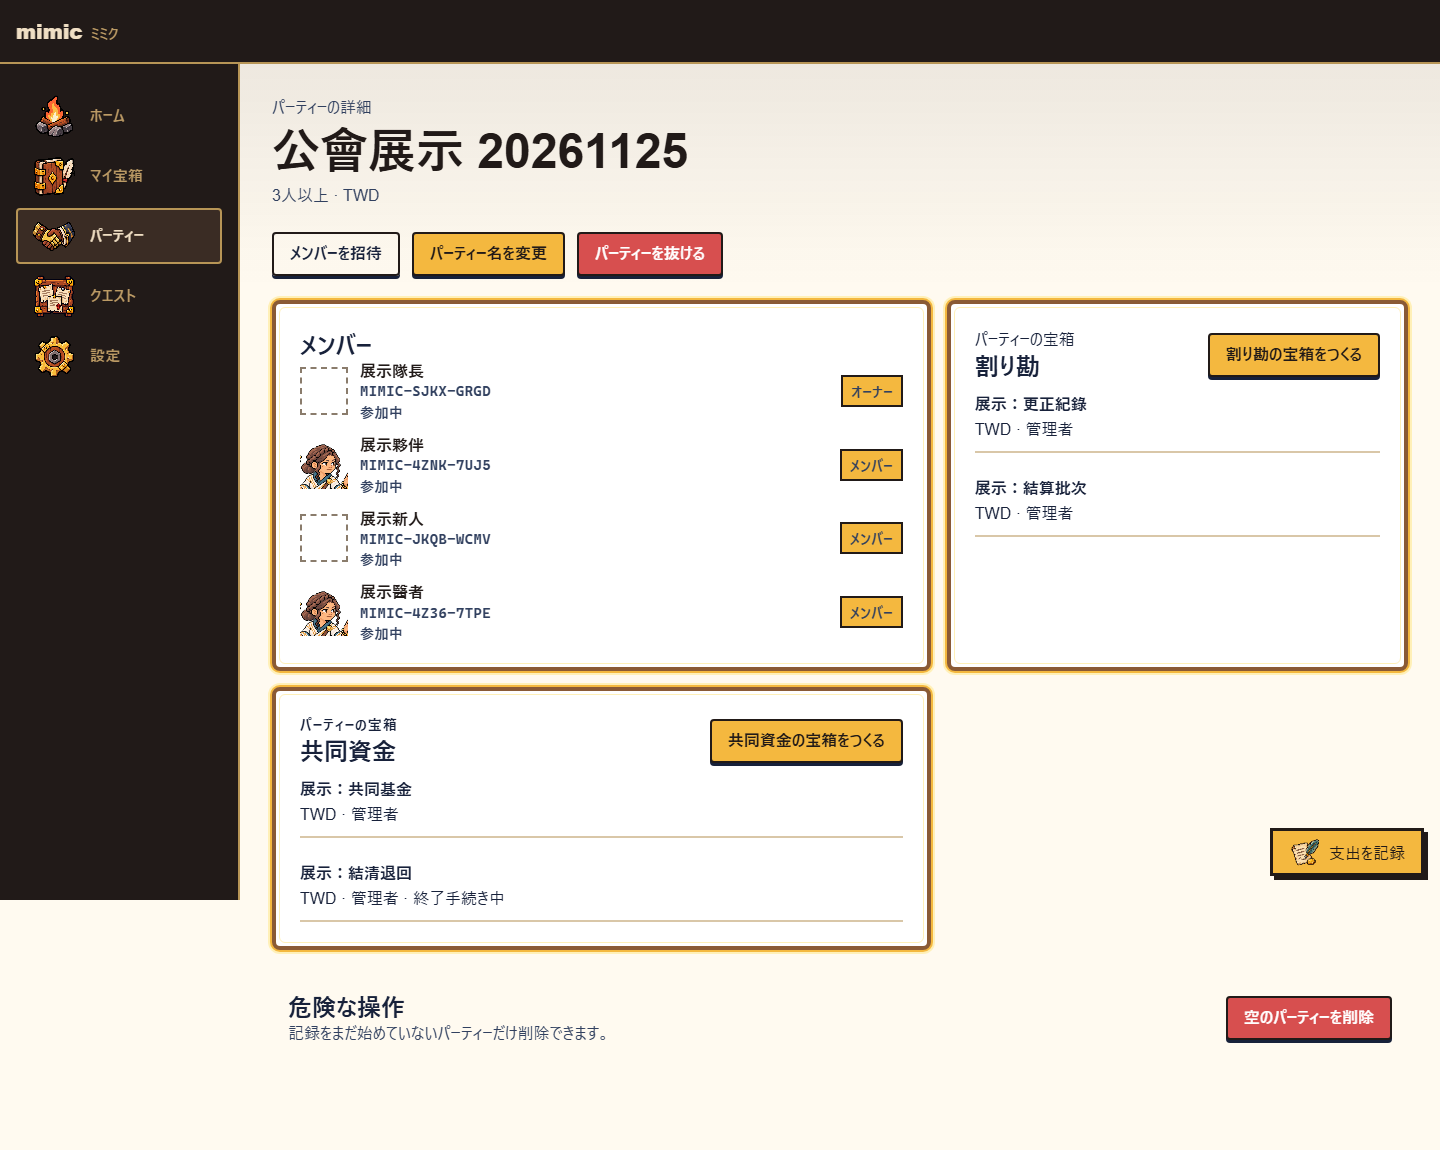 mimic ミミク
ホーム
マイ宝箱
パーティー
クエスト
設定
パーティーの詳細
公會展示 20261125
3人以上 · TWD
メンバーを招待
パーティー名を変更
パーティーを抜ける
メンバー
展示隊長
MIMIC-SJKX-GRGD
参加中
オーナー
展示夥伴
MIMIC-4ZNK-7UJ5
参加中
メンバー
展示新人
MIMIC-JKQB-WCMV
参加中
メンバー
展示醫者
MIMIC-4Z36-7TPE
参加中
メンバー
パーティーの宝箱
割り勘
割り勘の宝箱をつくる
展示：更正紀錄
TWD · 管理者
展示：結算批次
TWD · 管理者
パーティーの宝箱
共同資金
共同資金の宝箱をつくる
展示：共同基金
TWD · 管理者
展示：結清退回
TWD · 管理者 · 終了手続き中
支出を記録
危険な操作
記録をまだ始めていないパーティーだけ削除できます。
空のパーティーを削除